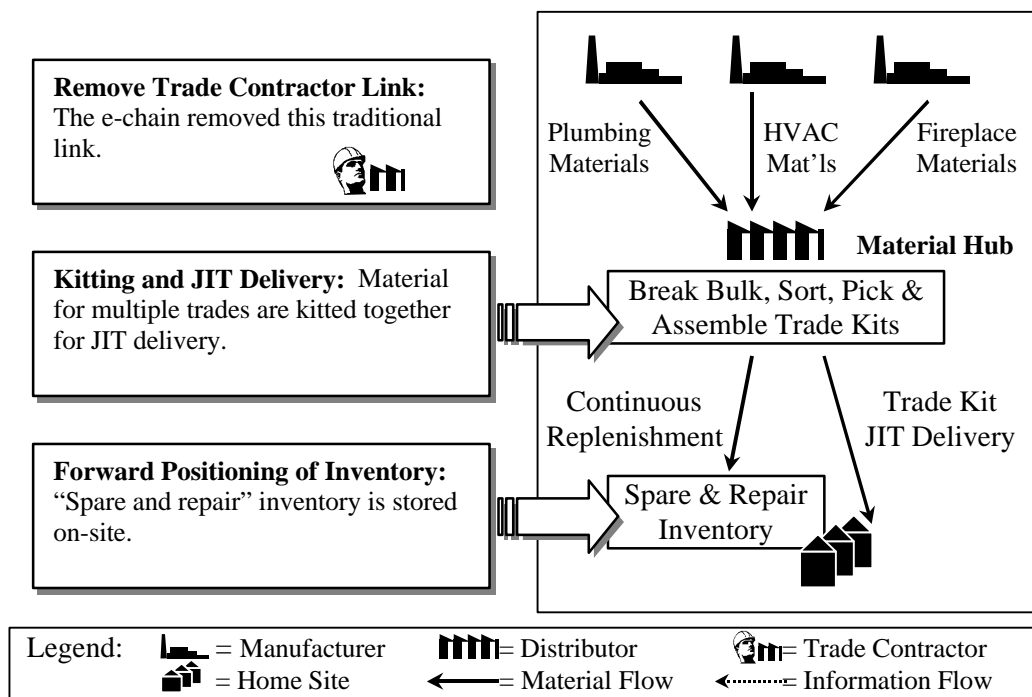 Remove Trade Contractor Link:
The e-chain removed this traditional
link.
Kitting and JIT Delivery:  Material
for multiple trades are kitted together
for JIT delivery.
Forward Positioning of Inventory:
“Spare and repair” inventory is stored
on-site.
Plumbing
Materials
HVAC
Mat’ls
Fireplace
Materials
Material Hub
Break Bulk, Sort, Pick &
Assemble Trade Kits
Continuous
Replenishment
Trade Kit
JIT Delivery
Spare & Repair
Inventory
Legend:
= Manufacturer
= Distributor
= Trade Contractor
= Home Site
= Material Flow
= Information Flow